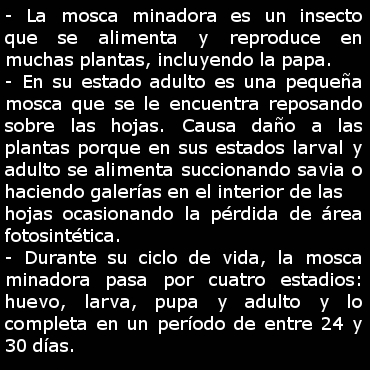 - La mosca minadora es un insecto
que se alimenta y reproduce en
muchas plantas, incluyendo la papa.
- En su estado adulto es una pequeña
mosca que se le encuentra reposando
sobre las hojas. Causa daño a las
plantas porque en sus estados larval y
adulto se alimenta succionando savia o
haciendo galerías en el interior de las
hojas ocasionando la pérdida de área
fotosintética.
- Durante su ciclo de vida, la mosca
minadora pasa por cuatro estadios:
huevo, larva, pupa y adulto y lo
completa en un período de entre 24 y
30 días.